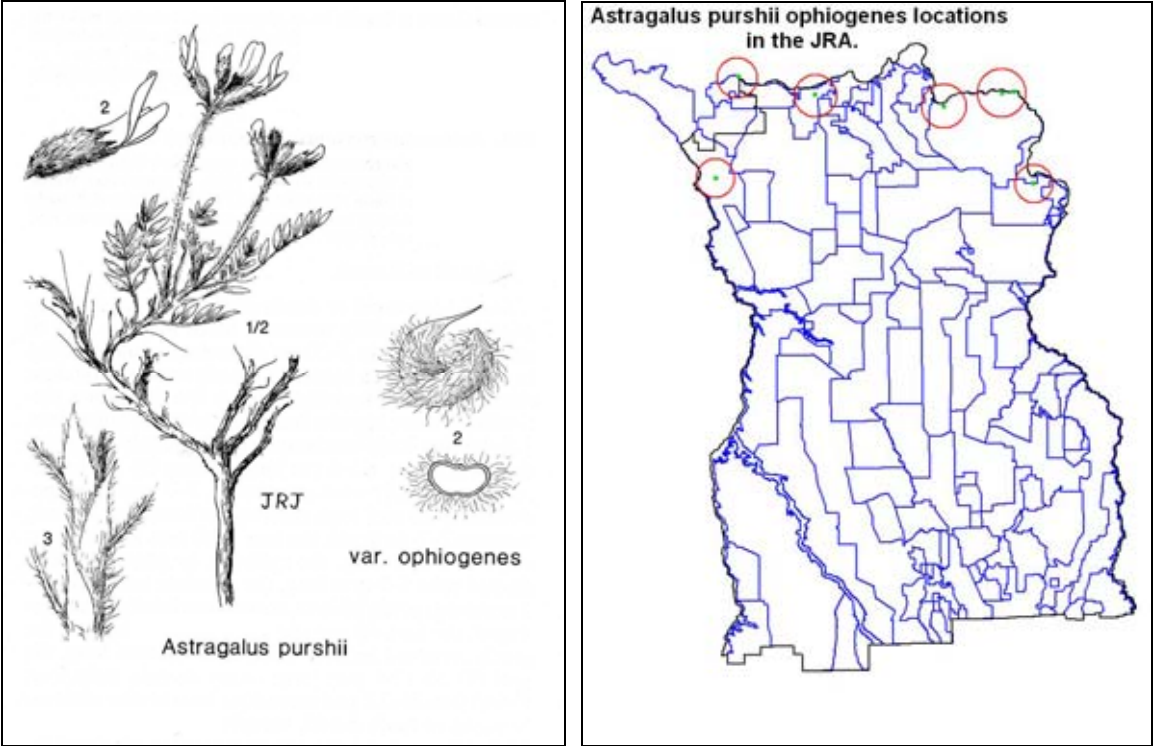 2
1/2
2
JRJ
3
var. ophiogenes
Astragalus purshii
Astragalus purshii ophiogenes locations
in the JRA.